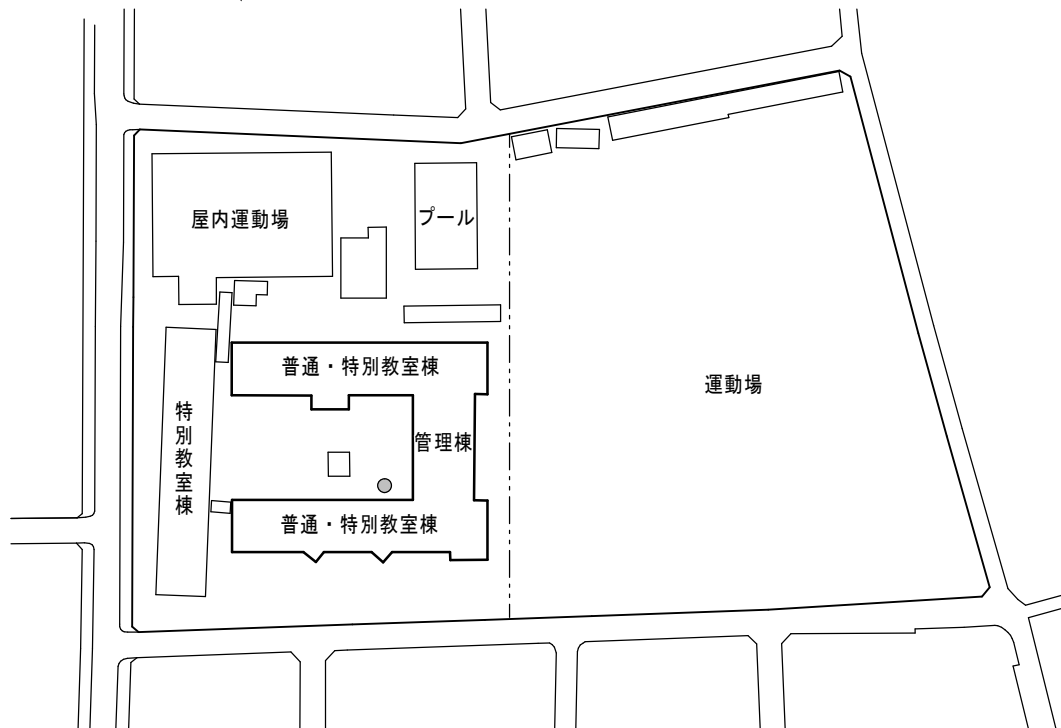 屋内運動場
プール
普通・特別教室棟
運動場
特別教室棟
管理棟
普通・特別教室棟